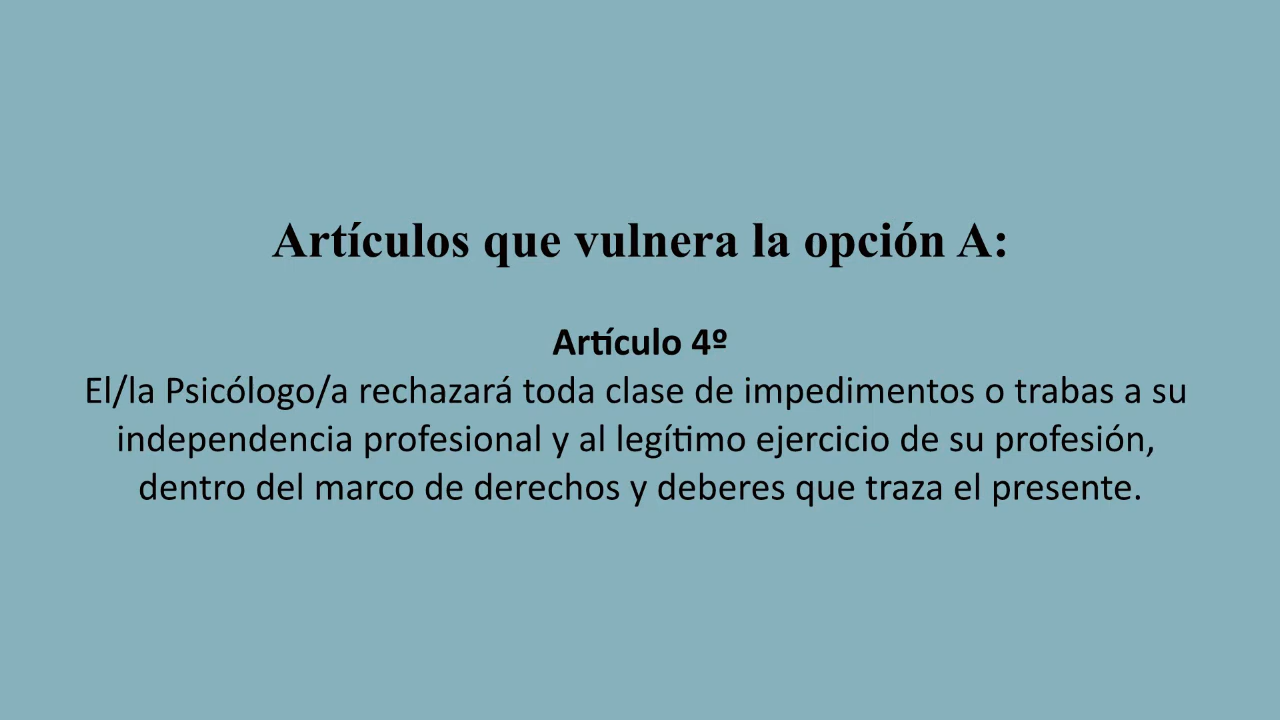 Artículos que vulnera la opción A:
Artículo 4º
El/la Psicólogo/a rechazará toda clase de impedimentos o trabas a su
independencia profesional y al legítimo ejercicio de su profesión,
dentro del marco de derechos y deberes que traza el presente.